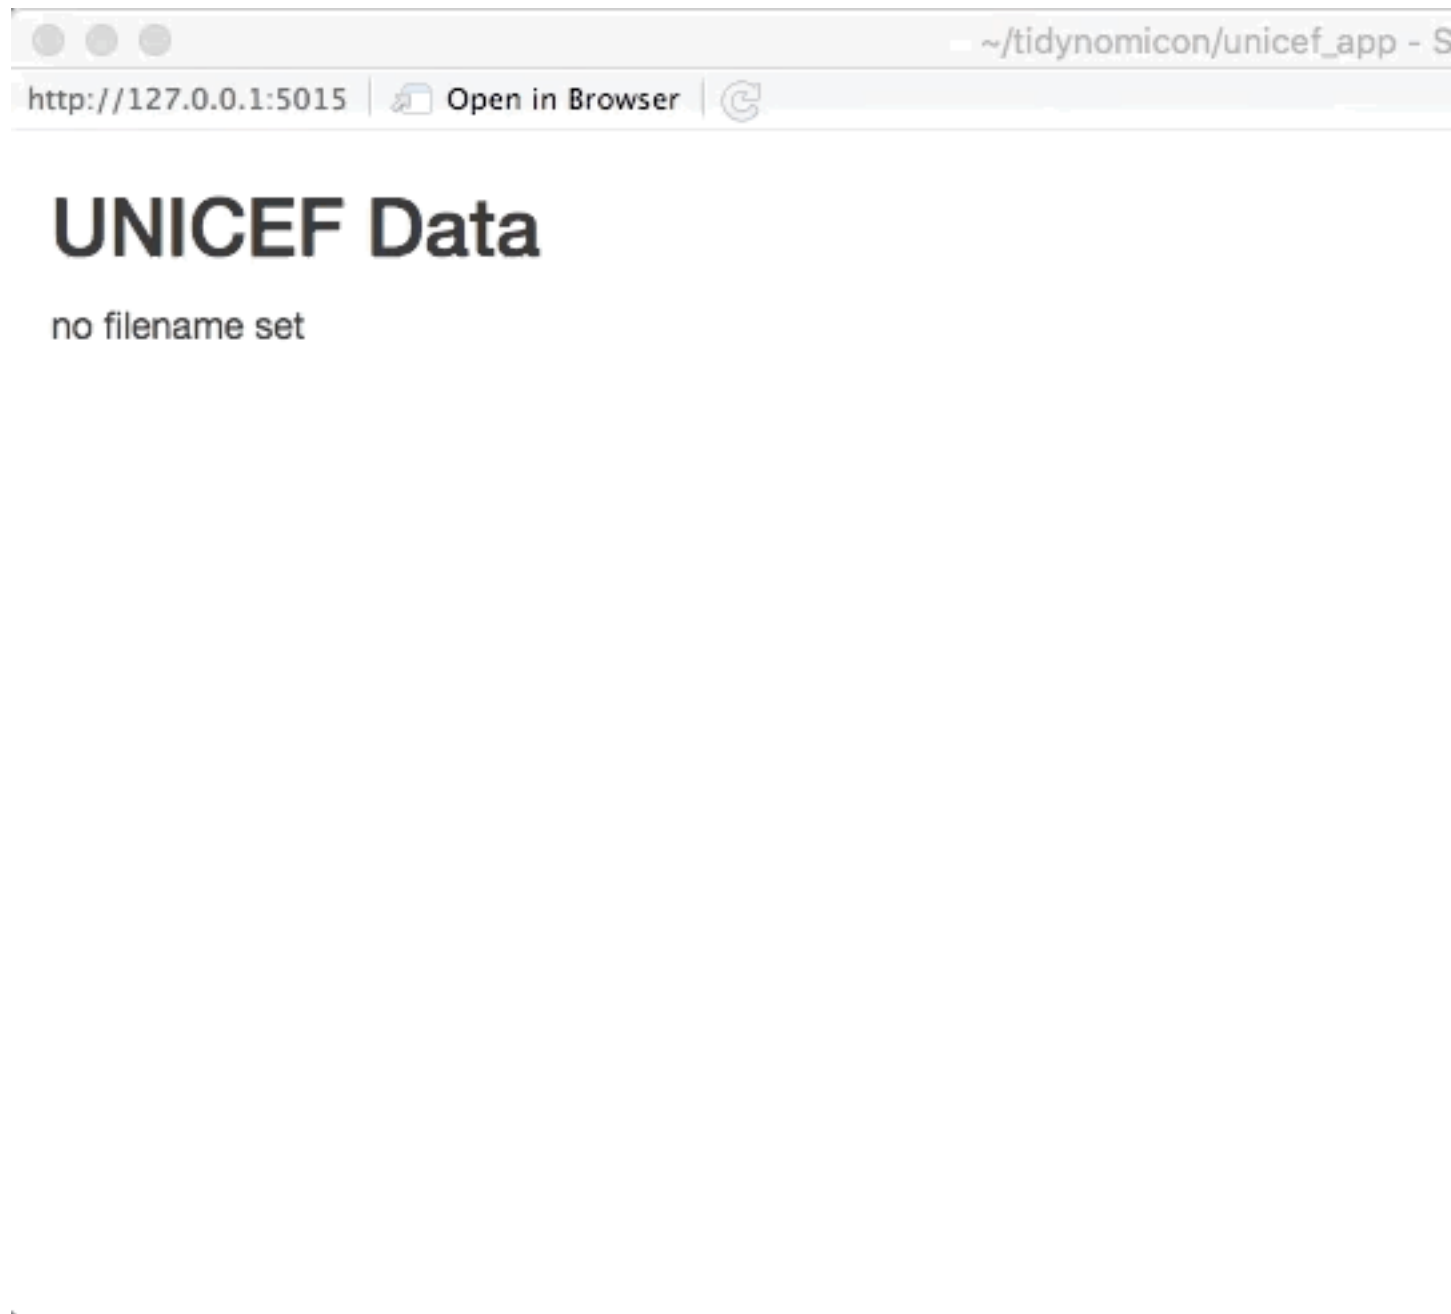 ~/tidynomicon/unicef_app - S
http://127.0.0.1:5015 Open in Browser
UNICEF Data
no filename set